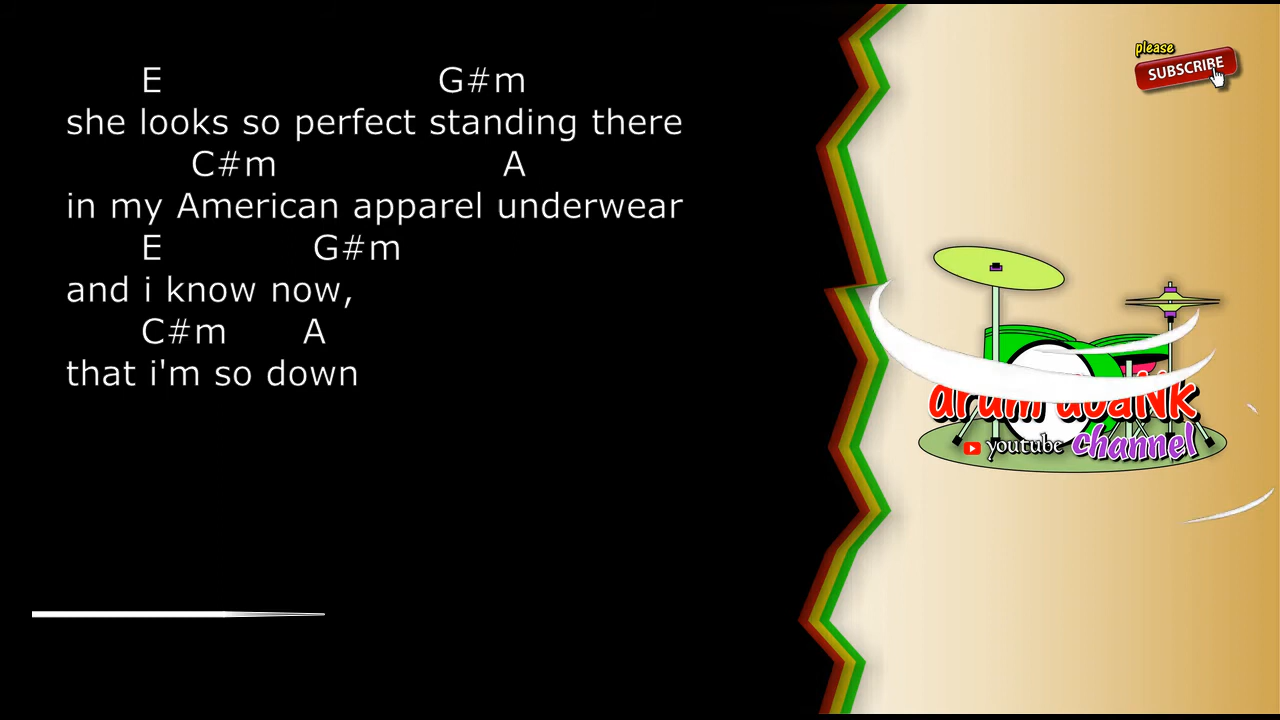 E G#m
she looks so perfect standing there
C#m A
in my American apparel underwear
E G#m
and i know now,
C#m A
that i'm so down
please
SUBSCRIBE
drum
youtube channel